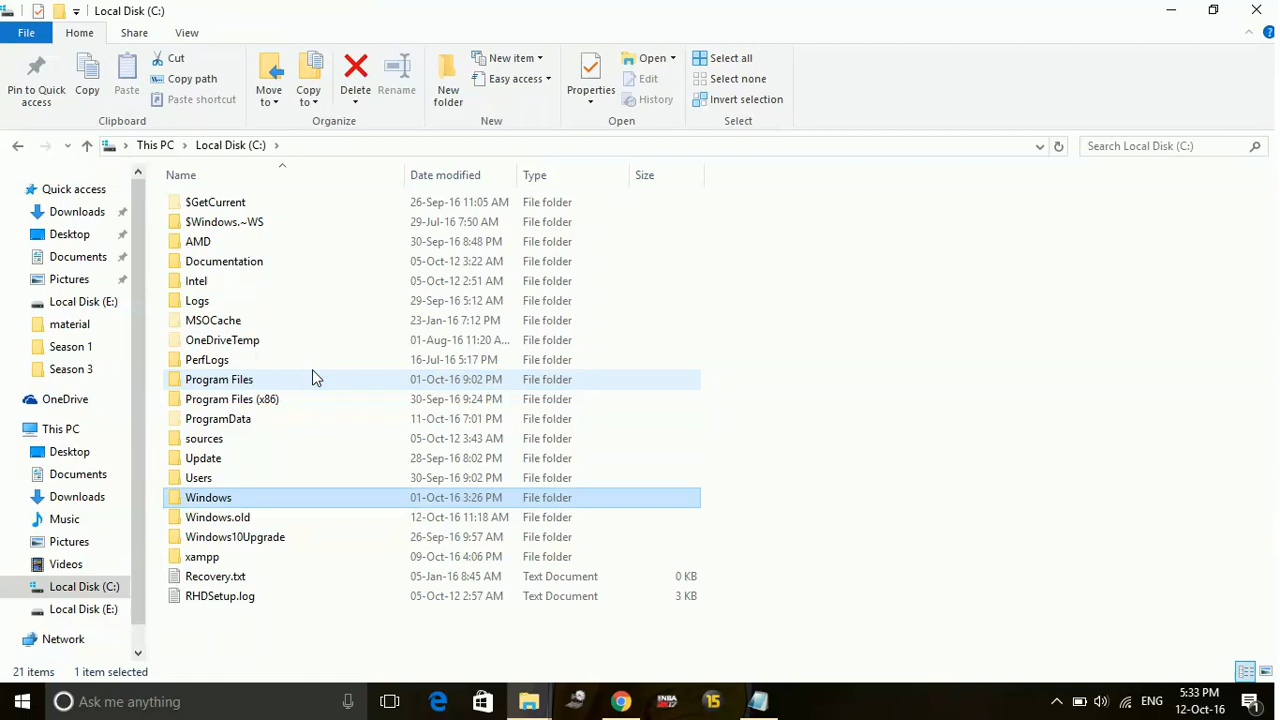 Local Disk (C:)
File Home Share View
Pin to Quick access
Copy
Paste
Cut
Copy path
Paste shortcut
Clipboard
Move to
Copy to
Delete
Rename
Organize
New folder
New item
Easy access
New
Properties
Open
Edit
History
Open
Select all
Select none
Invert selection
Select
This PC Local Disk (C:)
Search Local Disk (C:)
Quick access
Downloads
Desktop
Documents
Pictures
Local Disk (E:)
material
Season 1
Season 3
OneDrive
This PC
Desktop
Documents
Downloads
Music
Pictures
Videos
Local Disk (C:)
Local Disk (E:)
Network
Name Date modified Type Size
$GetCurrent 26-Sep-16 11:05 AM File folder
$Windows.~WS 29-Jul-16 7:50 AM File folder
AMD 30-Sep-16 8:48 PM File folder
Documentation 05-Oct-12 3:22 AM File folder
Intel 05-Oct-12 2:51 AM File folder
Logs 29-Sep-16 5:12 AM File folder
MSOCache 23-Jan-16 7:12 PM File folder
OneDriveTemp 01-Aug-16 11:20 A... File folder
PerfLogs 16-Jul-16 5:17 PM File folder
Program Files 01-Oct-16 9:02 PM File folder
Program Files (x86) 30-Sep-16 9:24 PM File folder
ProgramData 11-Oct-16 7:01 PM File folder
sources 05-Oct-12 3:43 AM File folder
Update 28-Sep-16 8:02 PM File folder
Users 30-Sep-16 9:02 PM File folder
Windows 01-Oct-16 3:26 PM File folder
Windows.old 12-Oct-16 11:18 AM File folder
Windows10Upgrade 26-Sep-16 9:57 AM File folder
xampp 09-Oct-16 4:06 PM File folder
Recovery.txt 05-Jan-16 8:45 AM Text Document 0 KB
RHDSetup.log 05-Oct-12 2:57 AM Text Document 3 KB
21 items 1 item selected
Ask me anything
15
ENG
5:33 PM
12-Oct-16
1